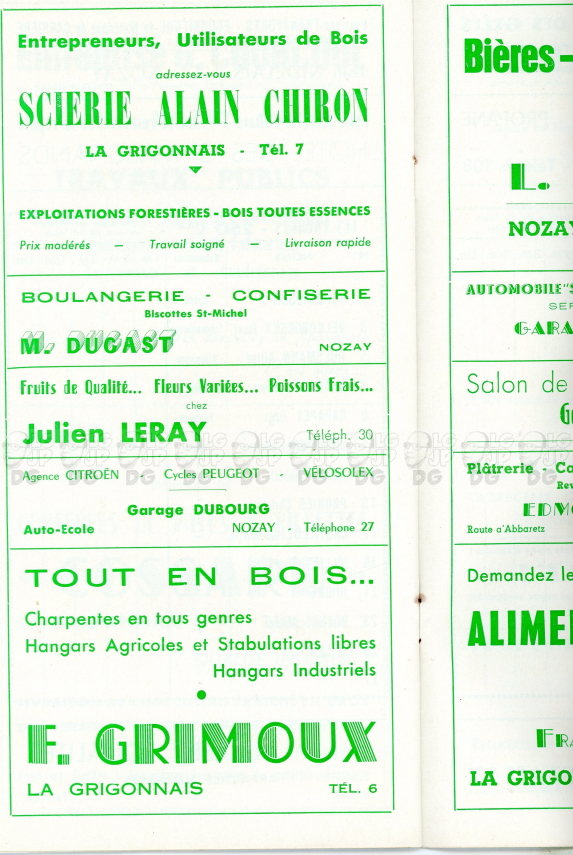 Entrepreneurs, Utilisateurs de Bois
adressez-vous
SCIERIE ALAIN CHIRON
LA GRIGONNAIS - Tél. 7
EXPLOITATIONS FORESTIÈRES - BOIS TOUTES ESSENCES
Prix modérés — Travail soigné — Livraison rapide
BOULANGERIE - CONFISERIE
Biscottes St-Michel
M. DUCAST NOZAY
Fruits de Qualité... Fleurs Variées... Poissons Frais...
chez
Julien LERAY Téléph. 30
Agence CITROËN - Cycles PEUGEOT - VÉLOSOLEX
Garage DUBOURG
Auto-Ecole NOZAY - Téléphone 27
TOUT EN BOIS...
Charpentes en tous genres
Hangars Agricoles et Stabulations libres
Hangars Industriels
F. GRIMOUX
LA GRIGONNAIS TÉL. 6
Bières -
L.
NOZAY
AUTOMOBILE "S
SER
GARA
Salon de
G
Plâtrerie - Ca
Rev
EDMO
Route d'Abbaretz
Demandez le
ALIME
FRA
LA GRIGO